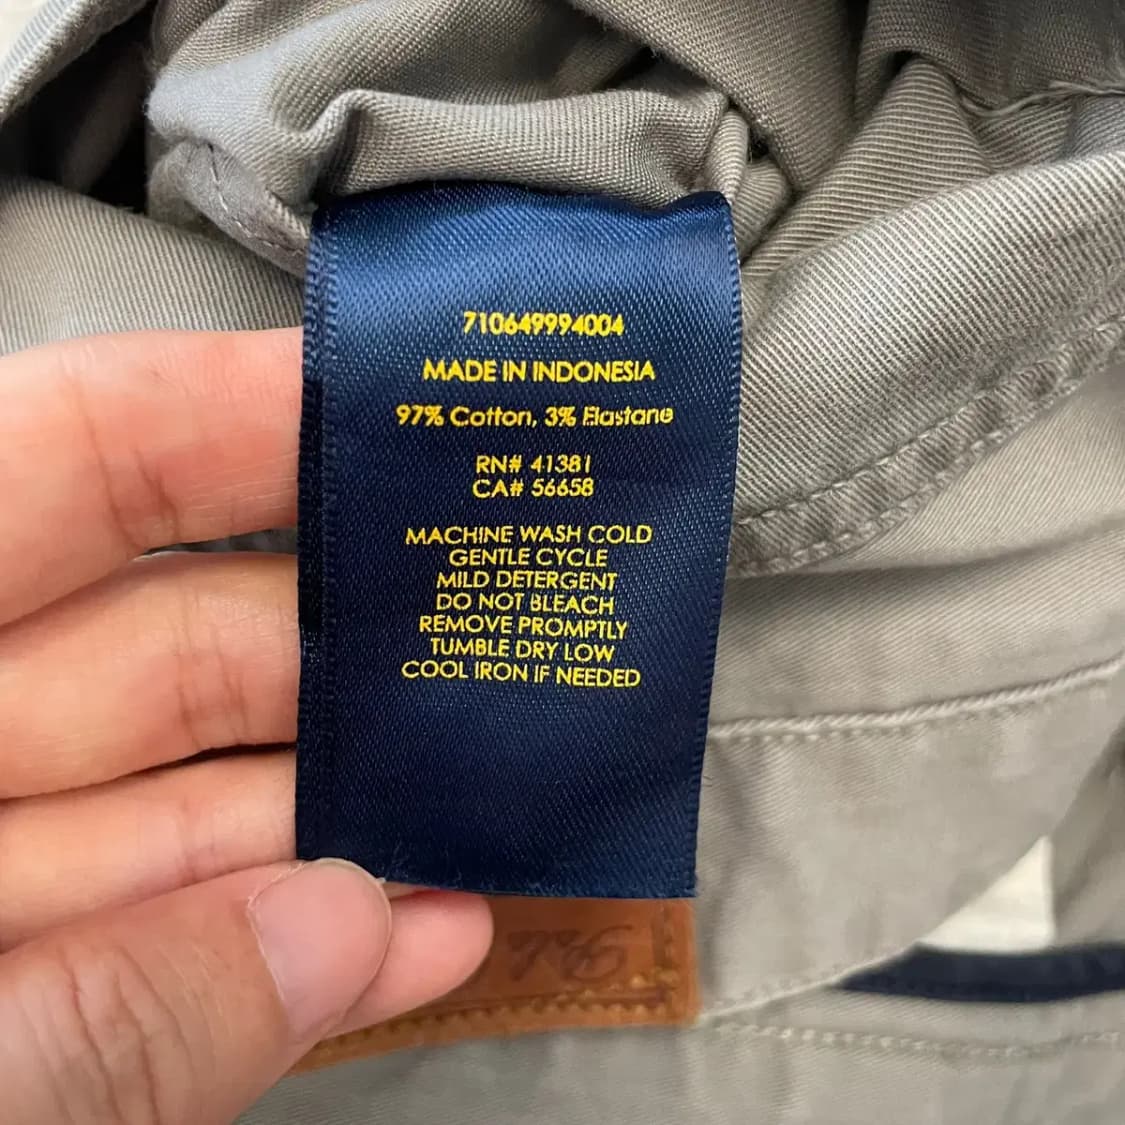 710649994004
MADE IN INDONESIA
97% Cotton, 3% Elastane
RN# 41381
CA# 56658
MACHINE WASH COLD
GENTLE CYCLE
MILD DETERGENT
DO NOT BLEACH
REMOVE PROMPTLY
TUMBLE DRY LOW
COOL IRON IF NEEDED